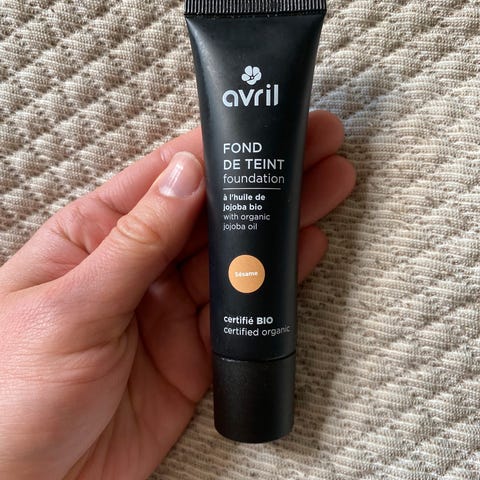 avril
FOND
DE TEINT
foundation
à l'huile de
jojoba bio
with organic
jojoba oil
Sésame
certifié BIO
certified organic